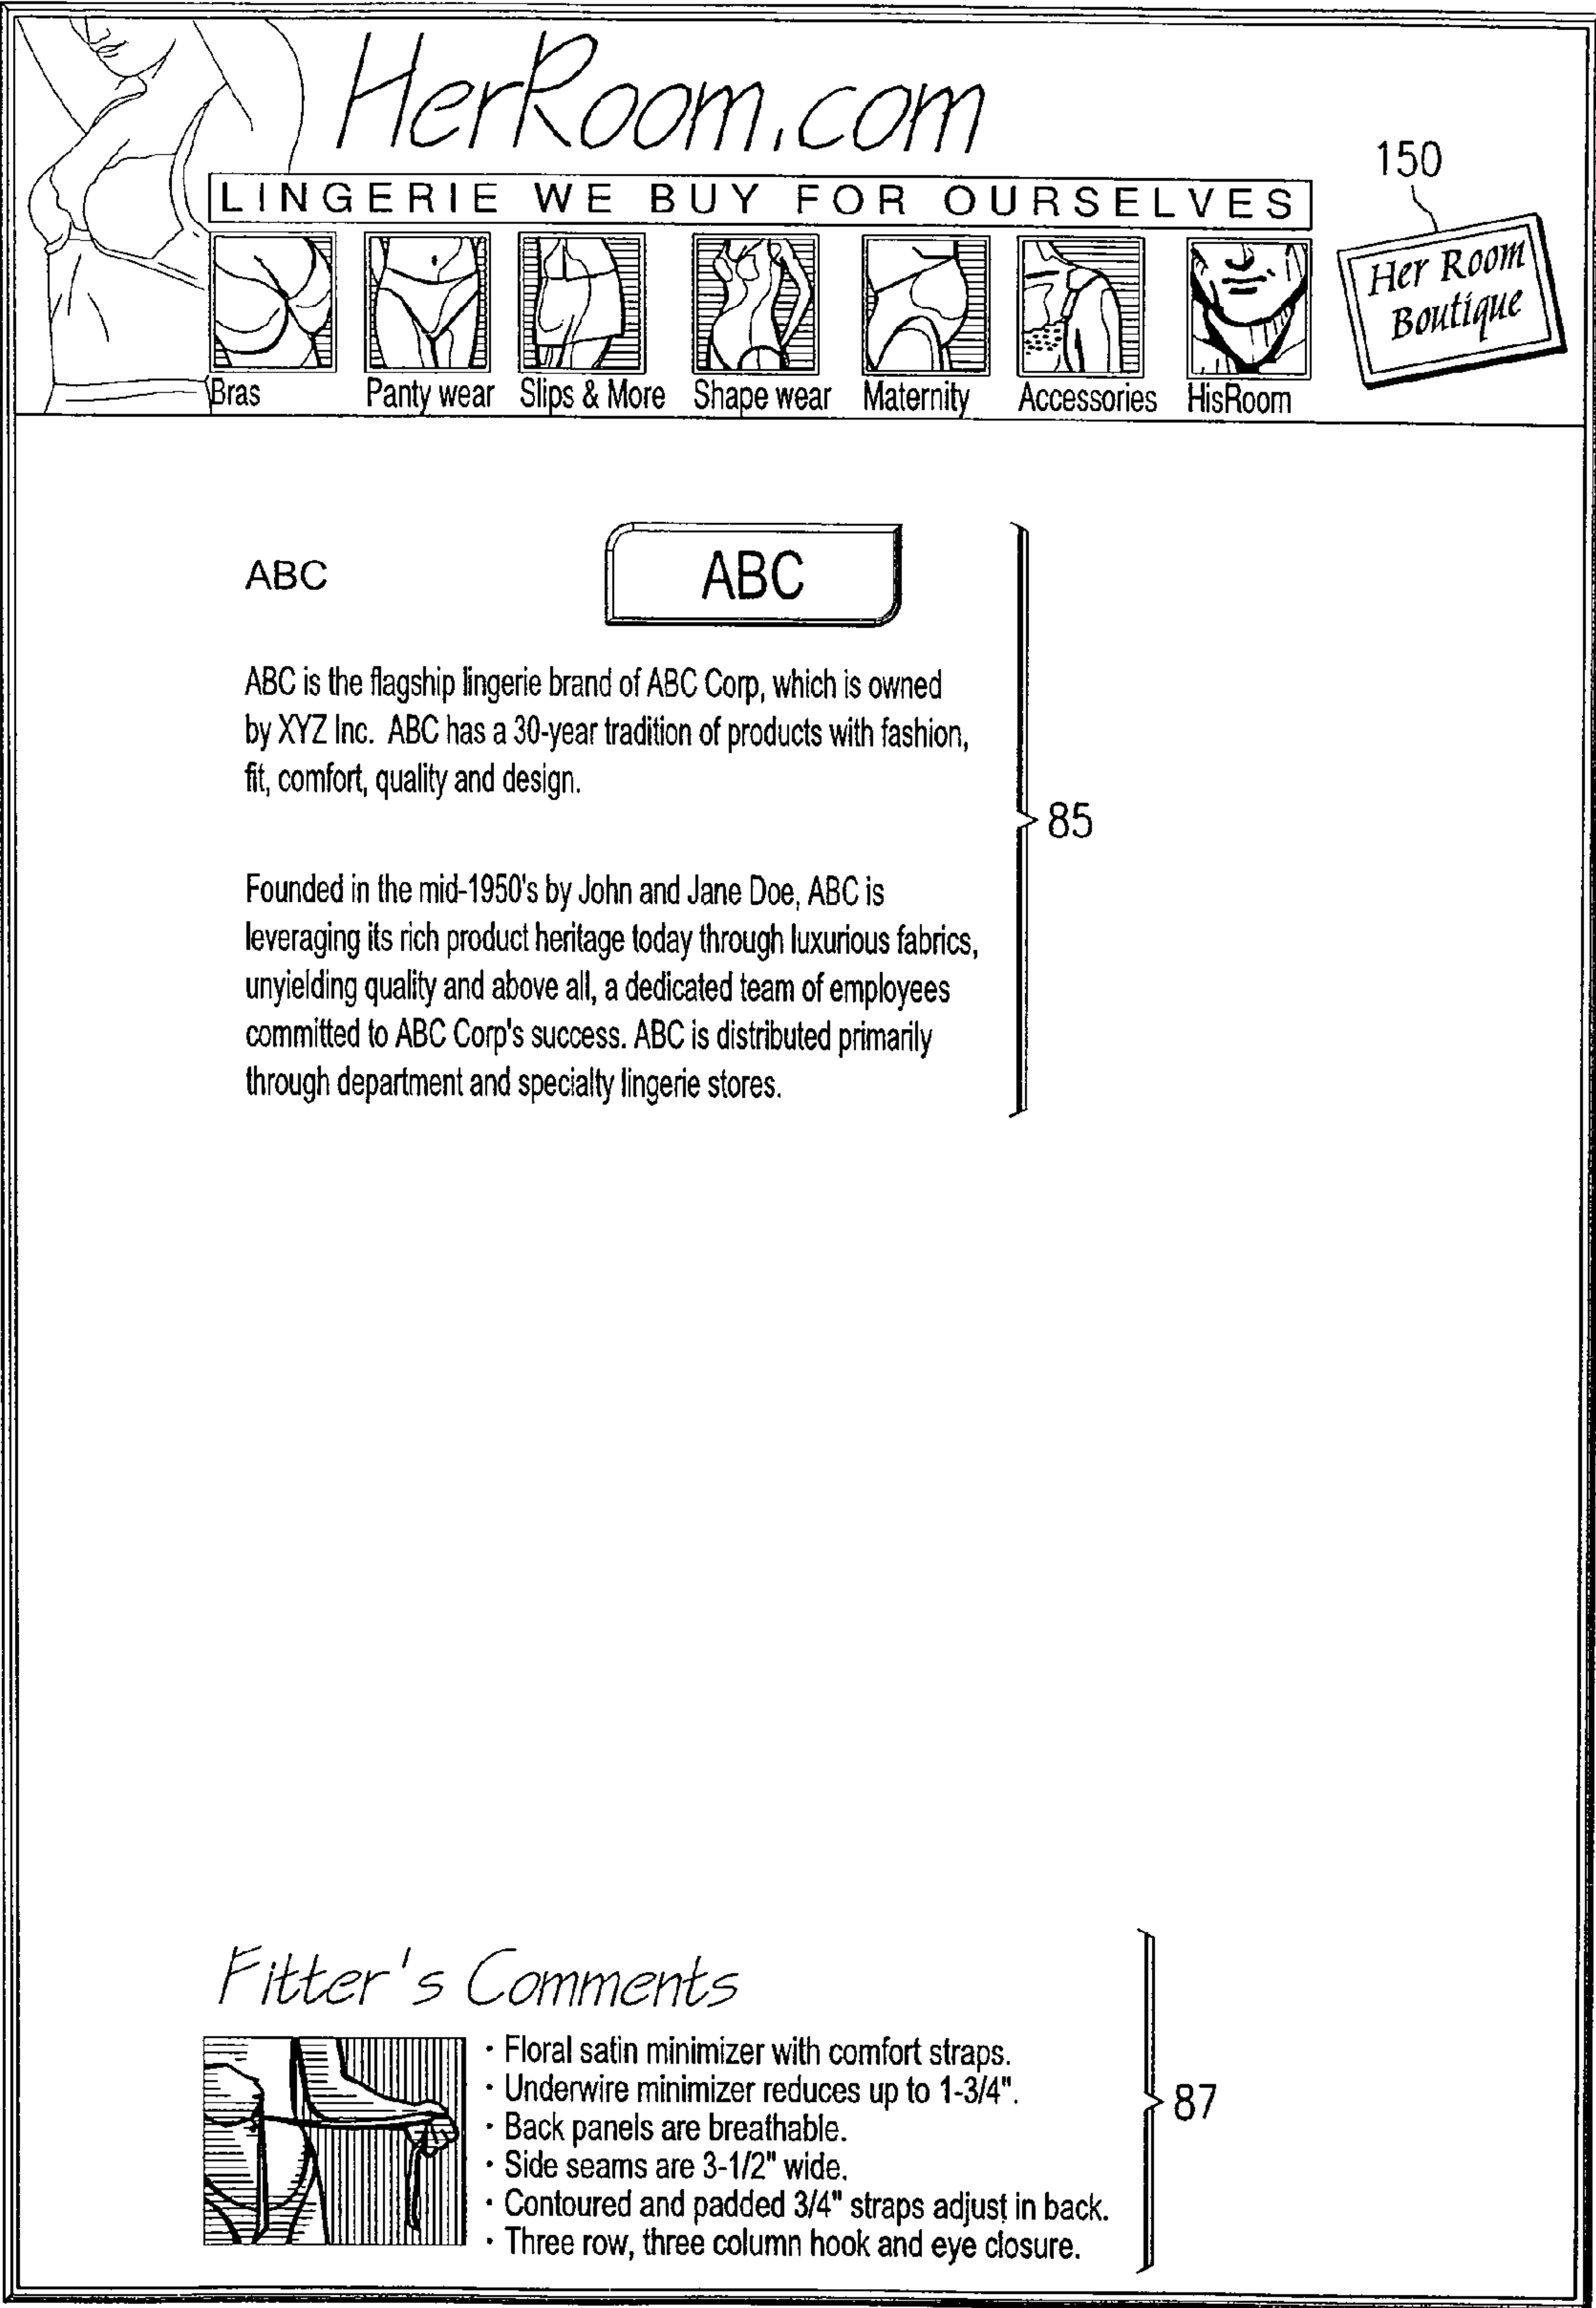 HerRoom.com
LINGERIE WE BUY FOR OURSELVES
150
Her Room
Boutique
Bras
Panty wear
Slips & More
Shape wear
Maternity
Accessories
HisRoom
ABC
ABC
ABC is the flagship lingerie brand of ABC Corp, which is owned
by XYZ Inc. ABC has a 30-year tradition of products with fashion,
fit, comfort, quality and design.
85
Founded in the mid-1950's by John and Jane Doe, ABC is
leveraging its rich product heritage today through luxurious fabrics,
unyielding quality and above all, a dedicated team of employees
committed to ABC Corp's success. ABC is distributed primarily
through department and specialty lingerie stores.
Fitter's Comments
· Floral satin minimizer with comfort straps.
· Underwire minimizer reduces up to 1-3/4".
· Back panels are breathable.
· Side seams are 3-1/2" wide.
· Contoured and padded 3/4" straps adjust in back.
· Three row, three column hook and eye closure.
87